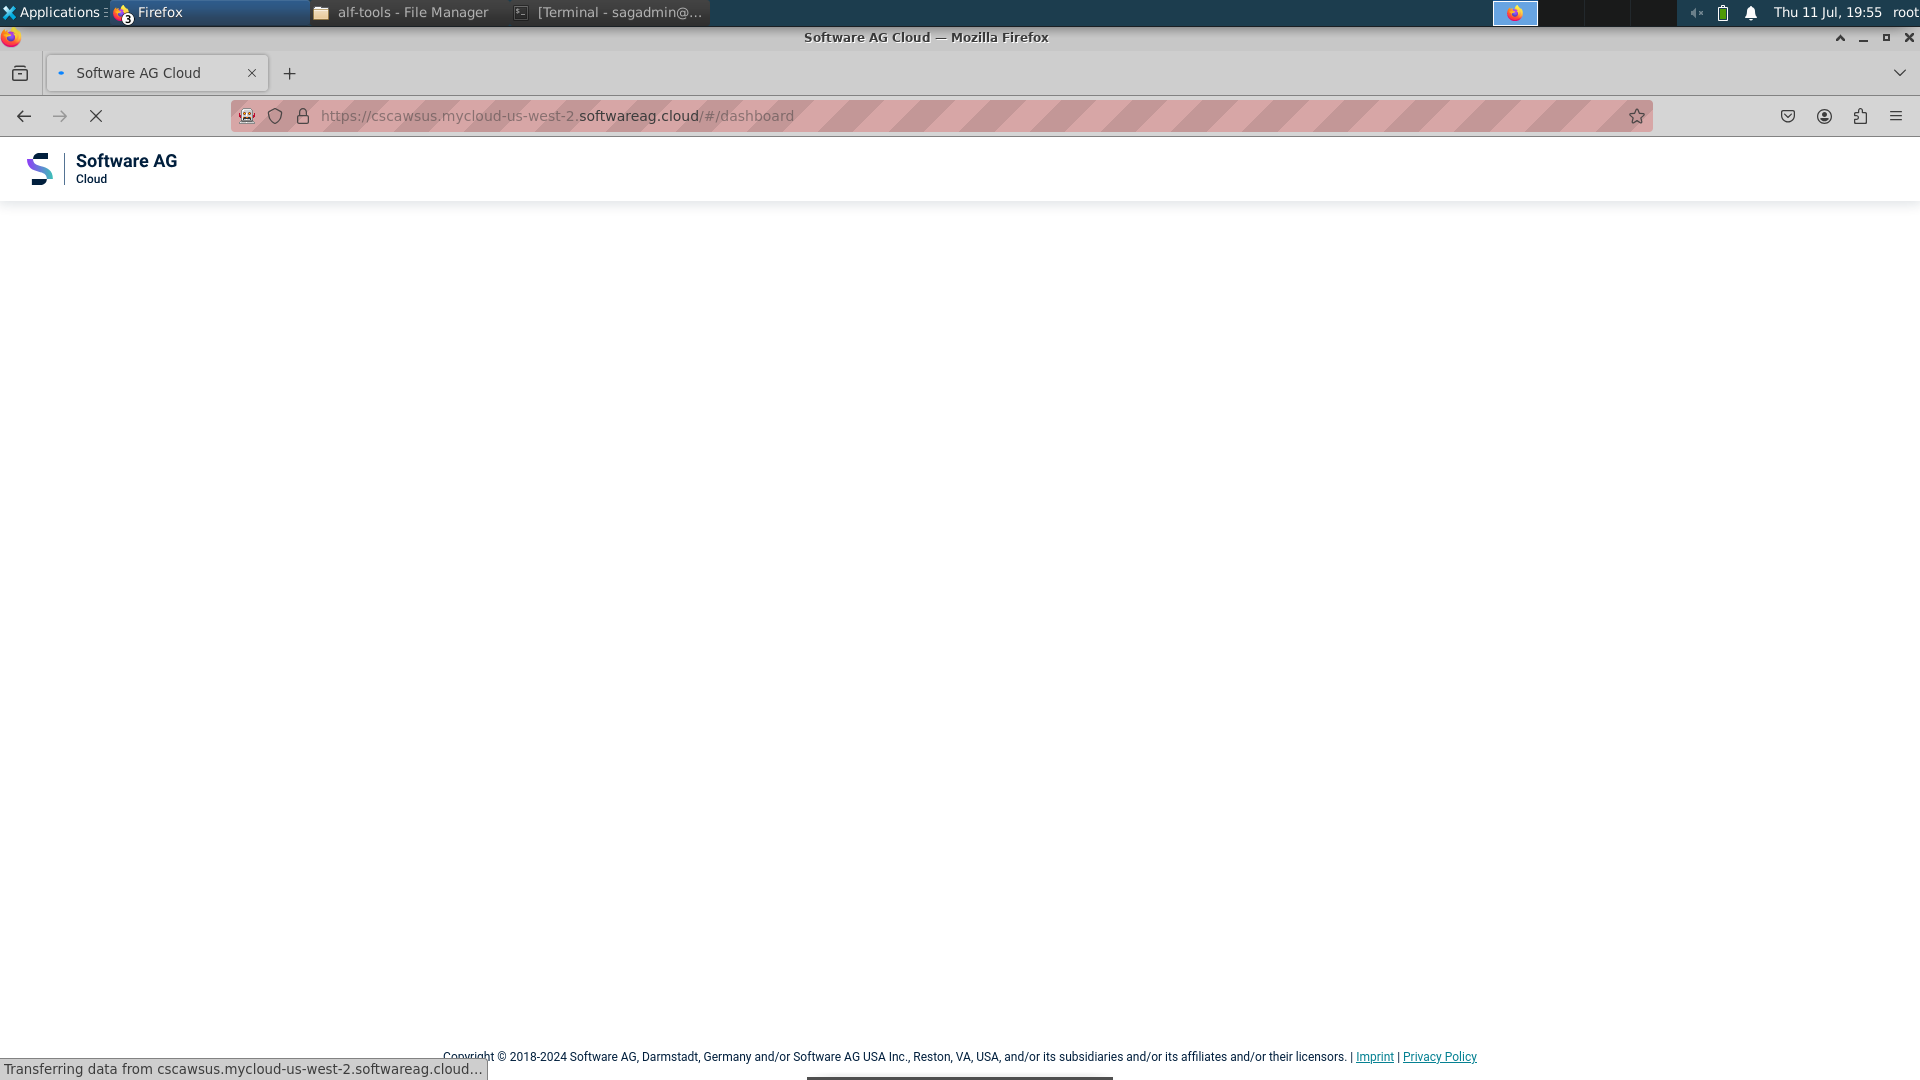 Applications Firefox alf-tools - File Manager [Terminal - sagadmin@... Thu 11 Jul, 19:55 root
3
Software AG Cloud — Mozilla Firefox
Software AG Cloud
https://cscawsus.mycloud-us-west-2.softwareag.cloud/#/dashboard
Software AG
Cloud
Copyright © 2018-2024 Software AG, Darmstadt, Germany and/or Software AG USA Inc., Reston, VA, USA, and/or its subsidiaries and/or its affiliates and/or their licensors. | Imprint | Privacy Policy
Transferring data from cscawsus.mycloud-us-west-2.softwareag.cloud...